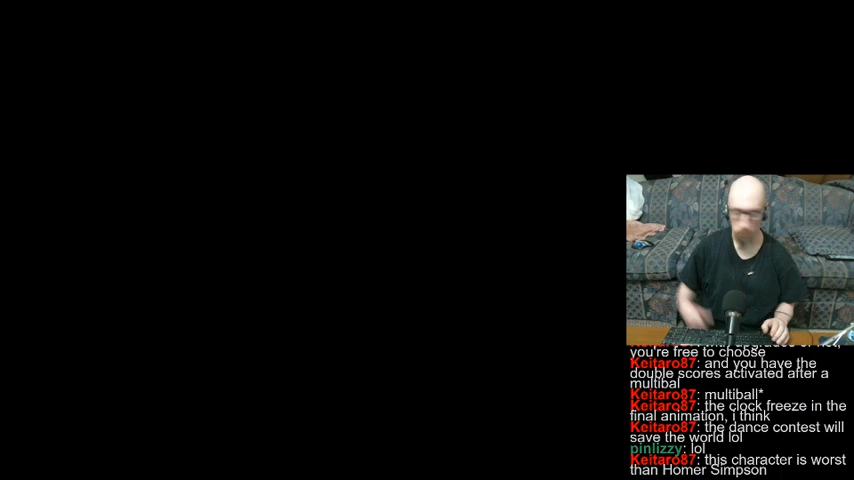 you're free to choose
Keitaro87: and you have the
double scores activated after a
multibal
Keitaro87: multiball*
Keitaro87: the clock freeze in the
final animation, i think
Keitaro87: the dance contest will
save the world lol
pinlizzy: lol
Keitaro87: this character is worst
than Homer Simpson